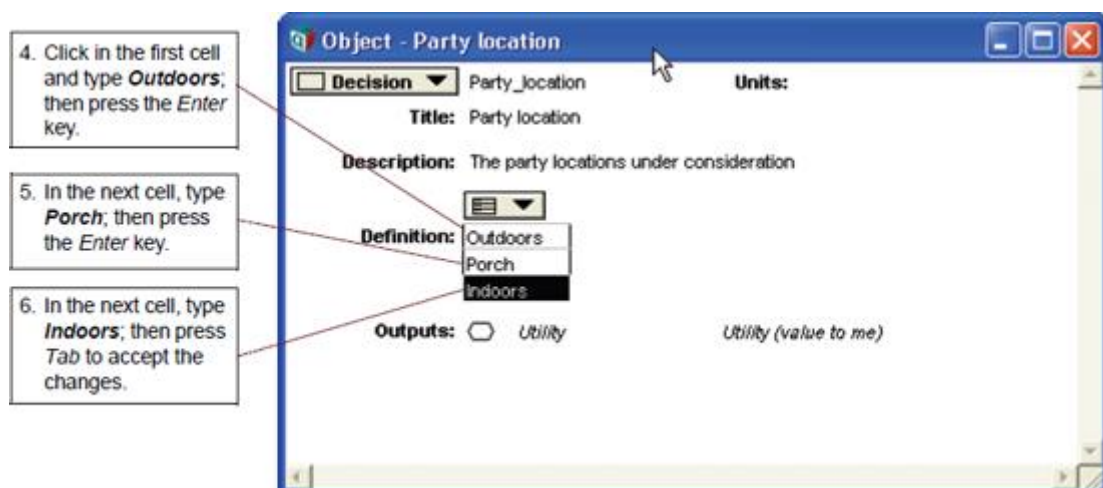 4. Click in the first cell
and type Outdoors;
then press the Enter
key.
5. In the next cell, type
Porch; then press
the Enter key.
6. In the next cell, type
Indoors; then press
Tab to accept the
changes.
Object - Party location
Decision Party_location Units:
Title: Party location
Description: The party locations under consideration
Definition: Outdoors
Porch
Indoors
Outputs: Utility Utility (value to me)